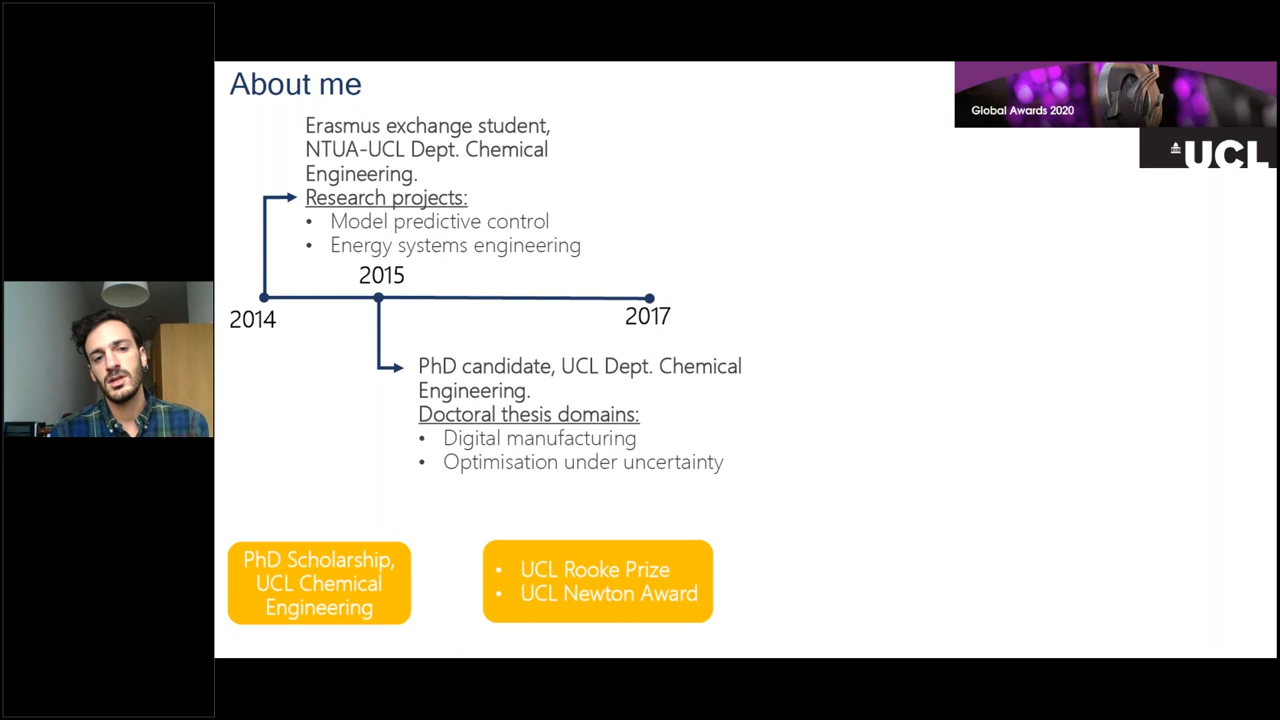 About me
Global Awards 2020
UCL
Erasmus exchange student,
NTUA-UCL Dept. Chemical
Engineering.
Research projects:
• Model predictive control
• Energy systems engineering
2015
2014
2017
PhD candidate, UCL Dept. Chemical
Engineering.
Doctoral thesis domains:
• Digital manufacturing
• Optimisation under uncertainty
PhD Scholarship,
UCL Chemical
Engineering
• UCL Rooke Prize
• UCL Newton Award